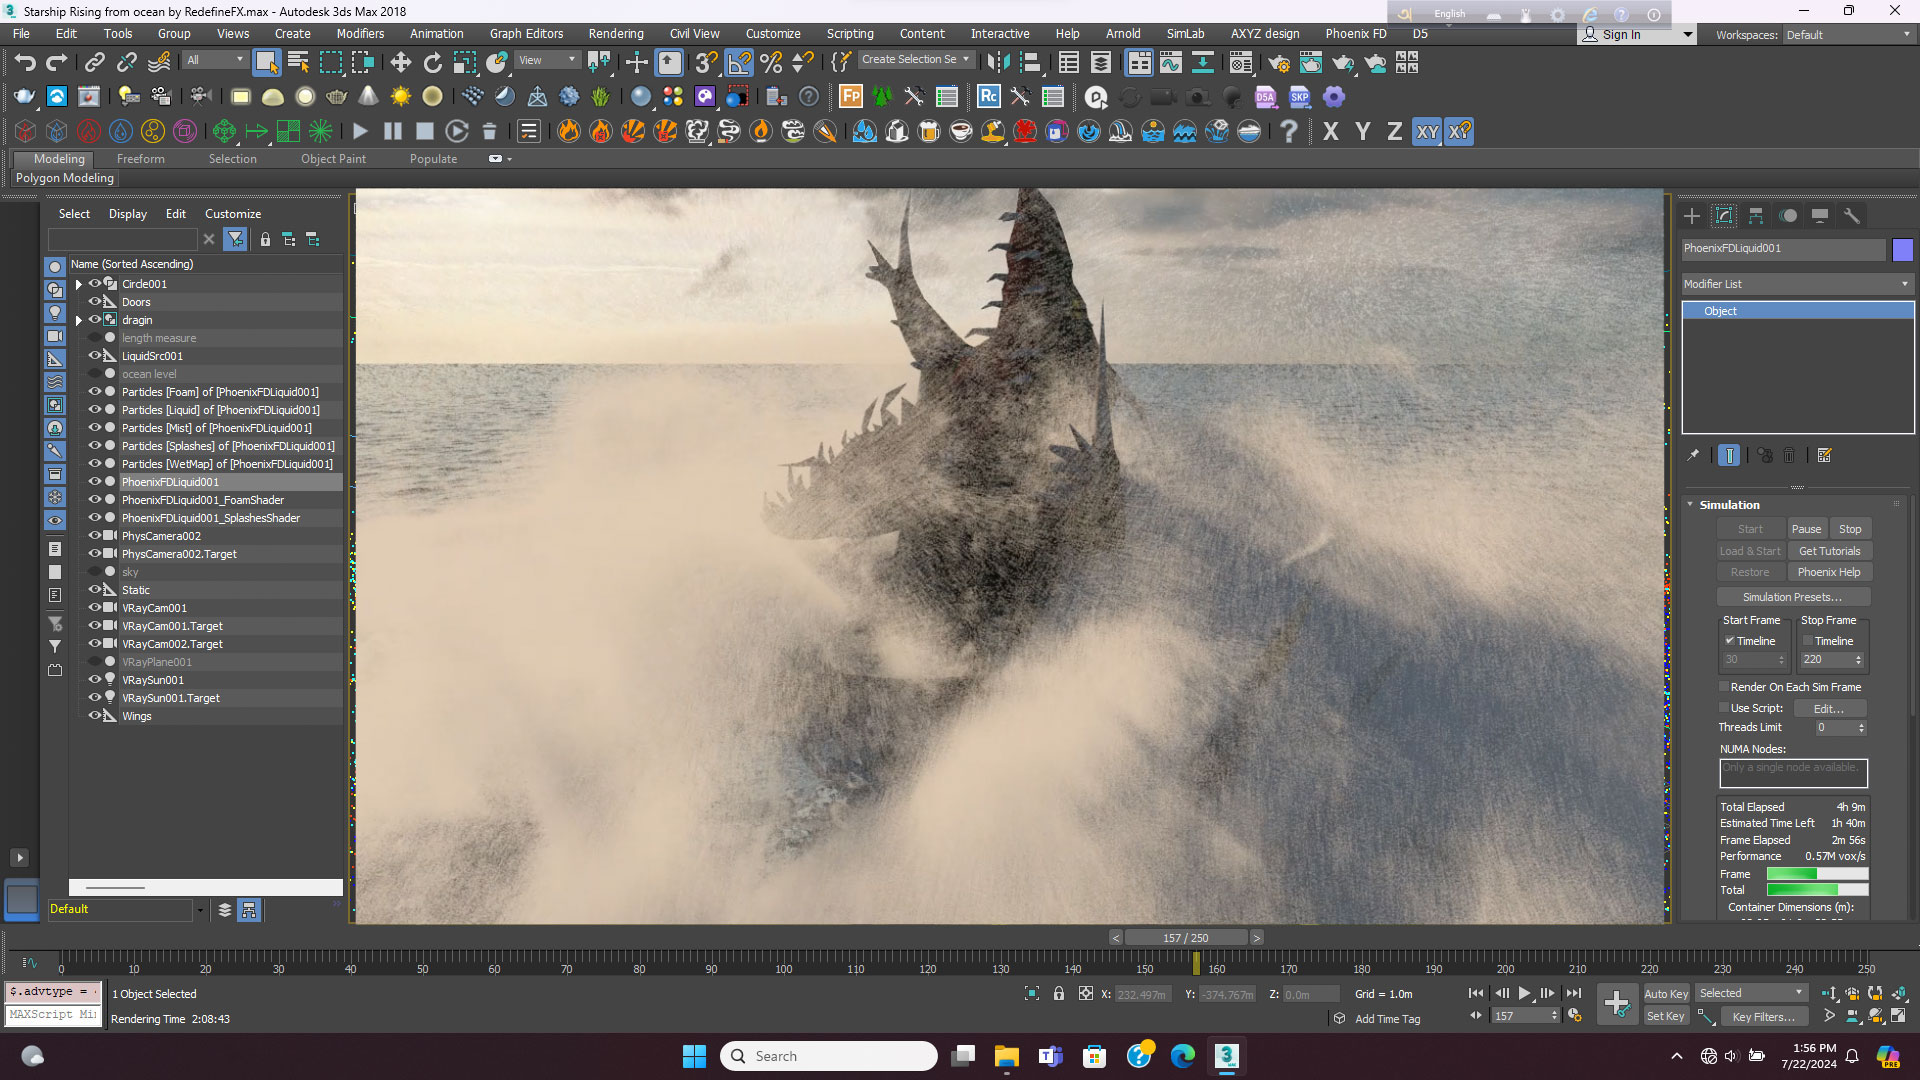 Starship Rising from ocean by RedefineFX.max - Autodesk 3ds Max 2018
English
File Edit Tools Group Views Create Modifiers Animation Graph Editors Rendering Civil View Customize Scripting Content Interactive Help Arnold SimLab AXYZ design Phoenix FD D5
Sign In
Workspaces: Default
All
View
Create Selection Se
Fp
Rc
D5A
SKP
X Y Z XY XY
Modeling Freeform Selection Object Paint Populate
Polygon Modeling
Select Display Edit Customize
Name (Sorted Ascending)
Circle001
Doors
dragin
length measure
LiquidSrc001
ocean level
Particles [Foam] of [PhoenixFDLiquid001]
Particles [Liquid] of [PhoenixFDLiquid001]
Particles [Mist] of [PhoenixFDLiquid001]
Particles [Splashes] of [PhoenixFDLiquid001]
Particles [WetMap] of [PhoenixFDLiquid001]
PhoenixFDLiquid001
PhoenixFDLiquid001_FoamShader
PhoenixFDLiquid001_SplashesShader
PhysCamera002
PhysCamera002.Target
sky
Static
VRayCam001
VRayCam001.Target
VRayCam002.Target
VRayPlane001
VRaySun001
VRaySun001.Target
Wings
Default
PhoenixFDLiquid001
Modifier List
Object
Simulation
Start Pause Stop
Load & Start Get Tutorials
Restore Phoenix Help
Simulation Presets...
Start Frame Stop Frame
Timeline Timeline
30 220
Render On Each Sim Frame
Use Script: Edit...
Threads Limit 0
NUMA Nodes:
Only a single node available.
Total Elapsed 4h 9m
Estimated Time Left 1h 40m
Frame Elapsed 2m 56s
Performance 0.57M vox/s
Frame
Total
Container Dimensions (m):
157 / 250
0 10 20 30 40 50 60 70 80 90 100 110 120 130 140 150 160 170 180 190 200 210 220 230 240 250
$.advtype =
MAXScript Mi
1 Object Selected
Rendering Time 2:08:43
X: 232.497m Y: -374.767m Z: 0.0m Grid = 1.0m
Add Time Tag
157
Auto Key Selected
Set Key Key Filters...
Search
1:56 PM
7/22/2024
PRE